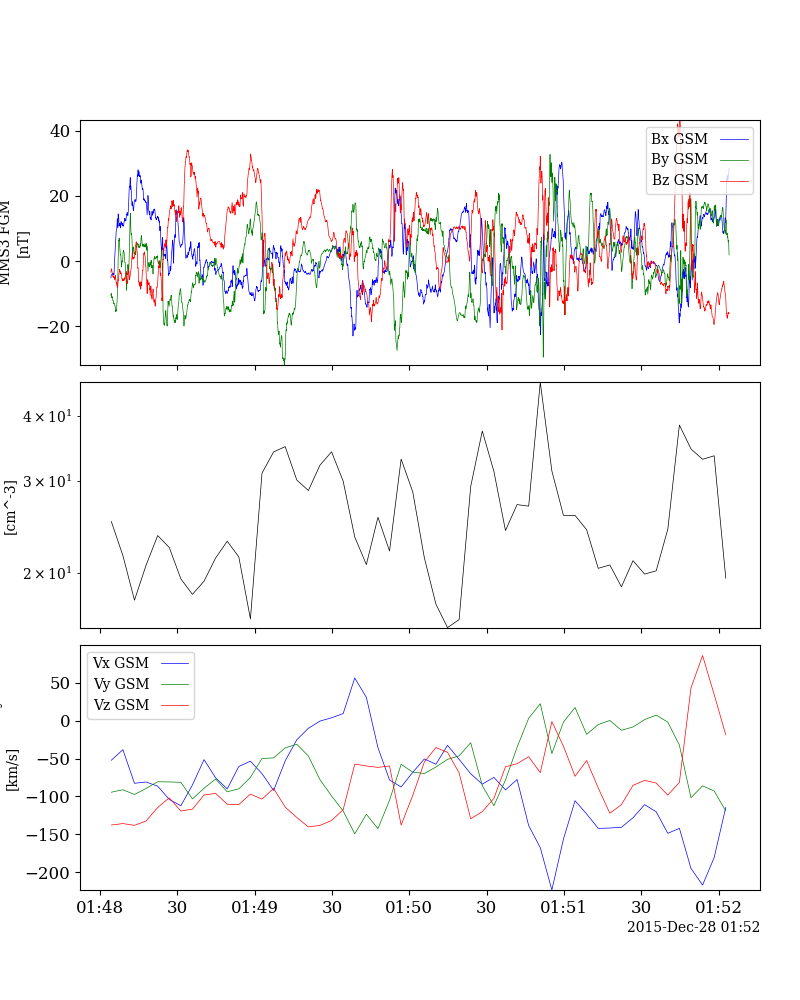 40
20
0
−20
MMS3 FGM
[nT]
Bx GSM
By GSM
Bz GSM
4×10¹
3×10¹
2×10¹
[cm^-3]
50
0
−50
−100
−150
−200
[km/s]
Vx GSM
Vy GSM
Vz GSM
01:48 30 01:49 30 01:50 30 01:51 30 01:52
2015-Dec-28 01:52